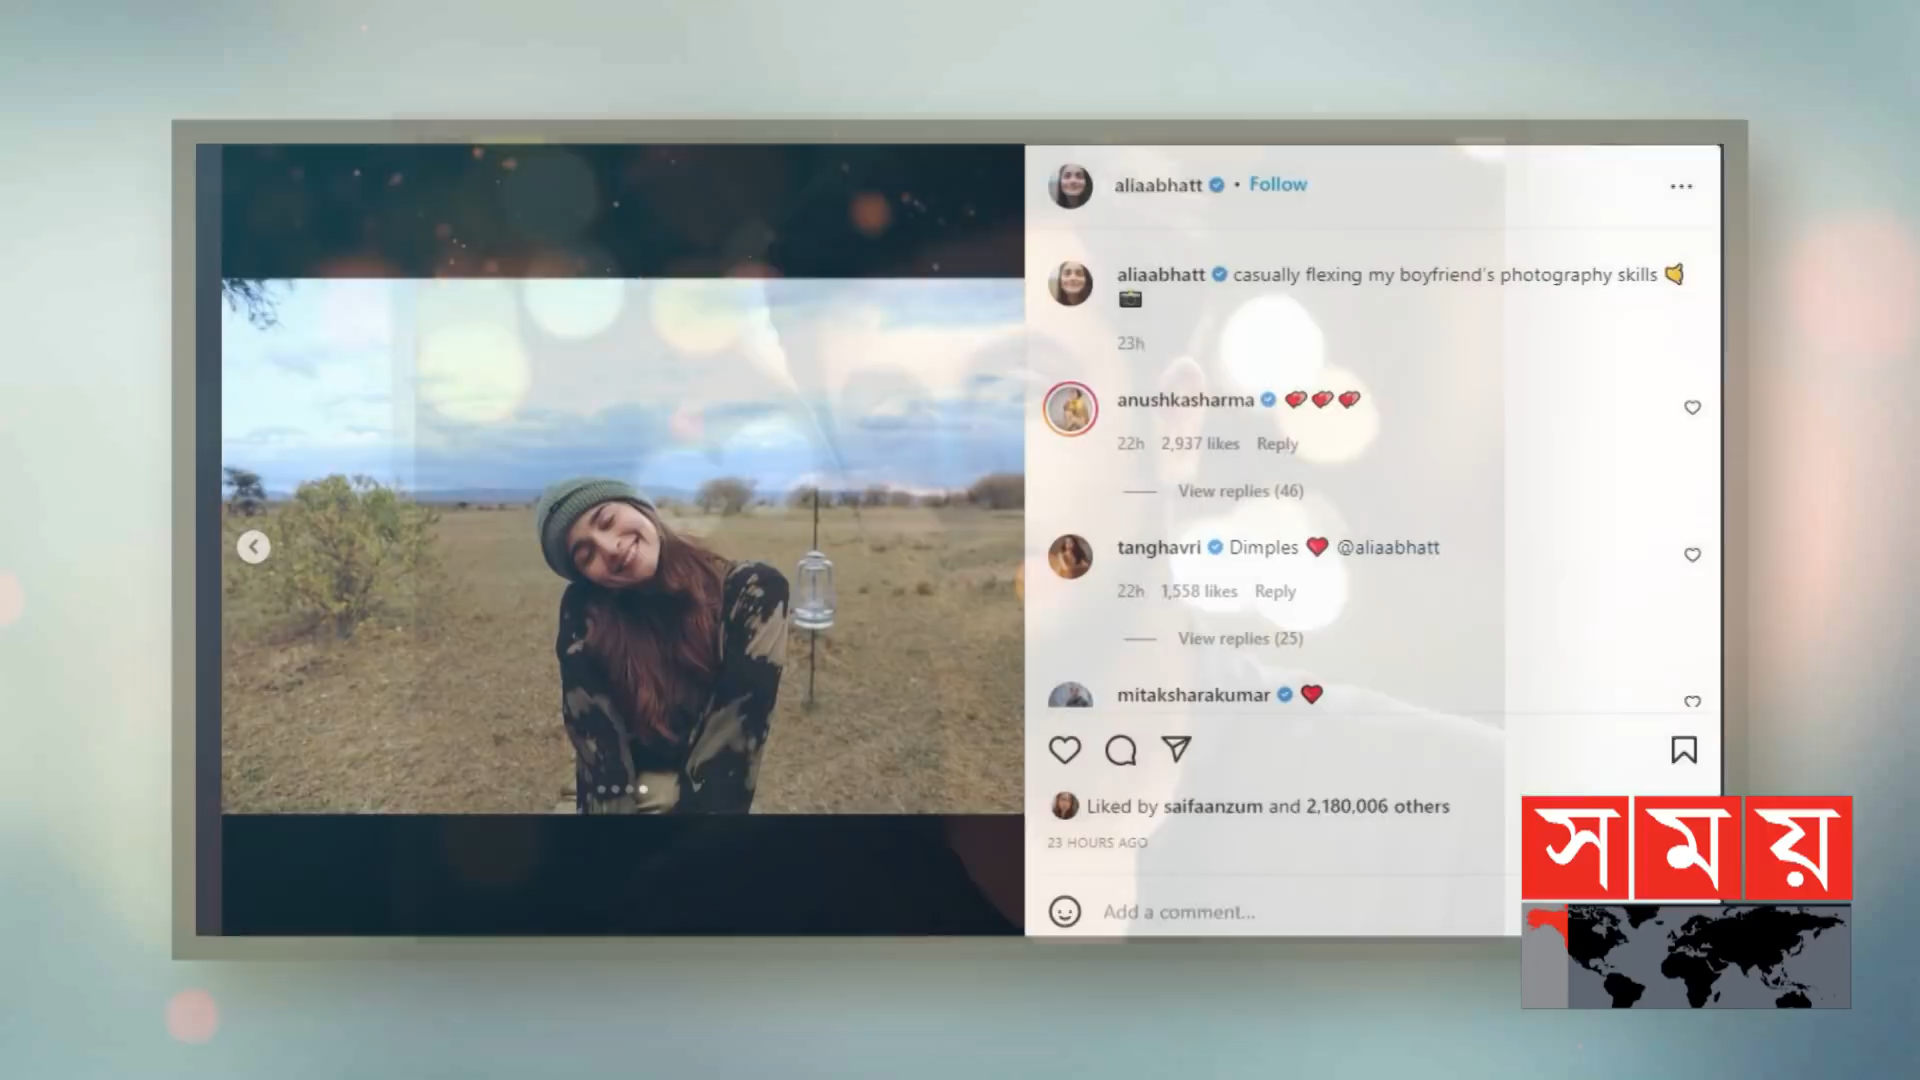 aliaabhatt • Follow
aliaabhatt casually flexing my boyfriend's photography skills
23h
anushkasharma
22h 2,937 likes Reply
View replies (46)
tanghavri Dimples ❤️ @aliaabhatt
22h 1,558 likes Reply
View replies (25)
mitaksharakumar ❤️
Liked by saifaanzum and 2,180,006 others
23 HOURS AGO
Add a comment...
সময়